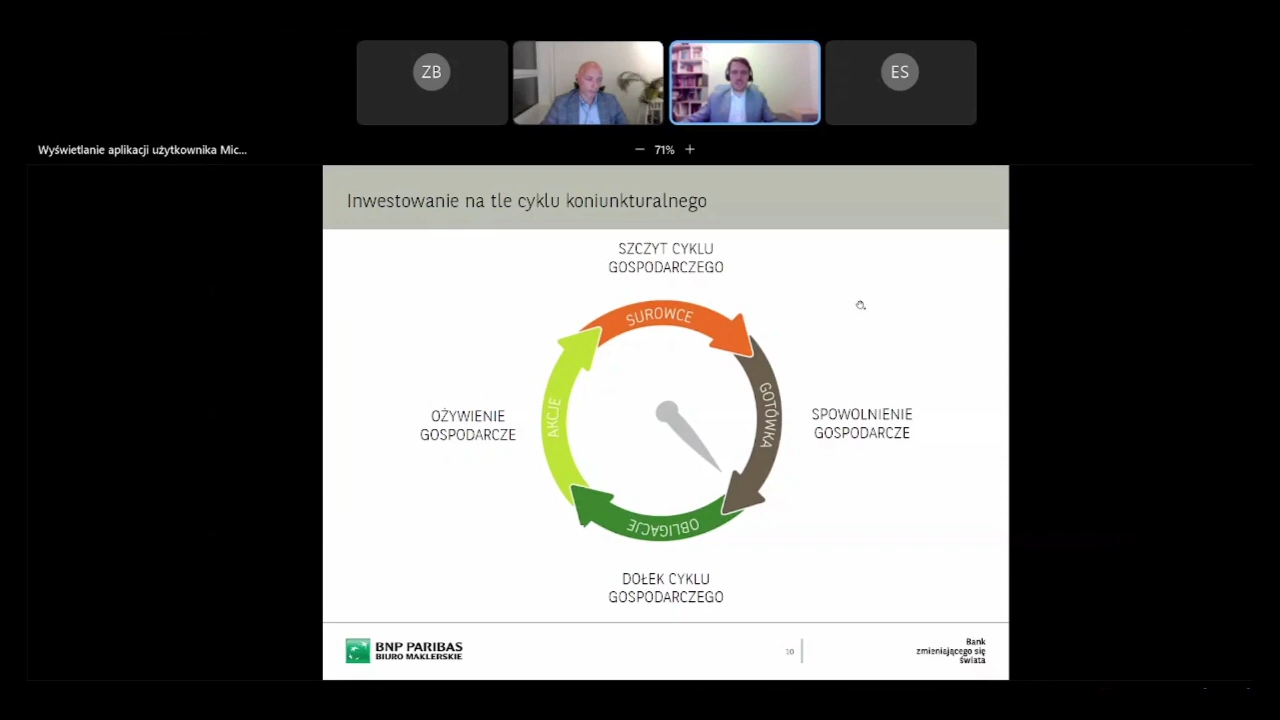 ZB
ES
Wyświetlanie aplikacji użytkownika Mic...
71%
Inwestowanie na tle cyklu koniunkturalnego
SZCZYT CYKLU
GOSPODARCZEGO
SUROWCE
OŻYWIENIE
GOSPODARCZE
AKCJE
GOTÓWKA
SPOWOLNIENIE
GOSPODARCZE
OBLIGACJE
DOŁEK CYKLU
GOSPODARCZEGO
BNP PARIBAS
BIURO MAKLERSKIE
10
Bank
zmieniającego się
świata